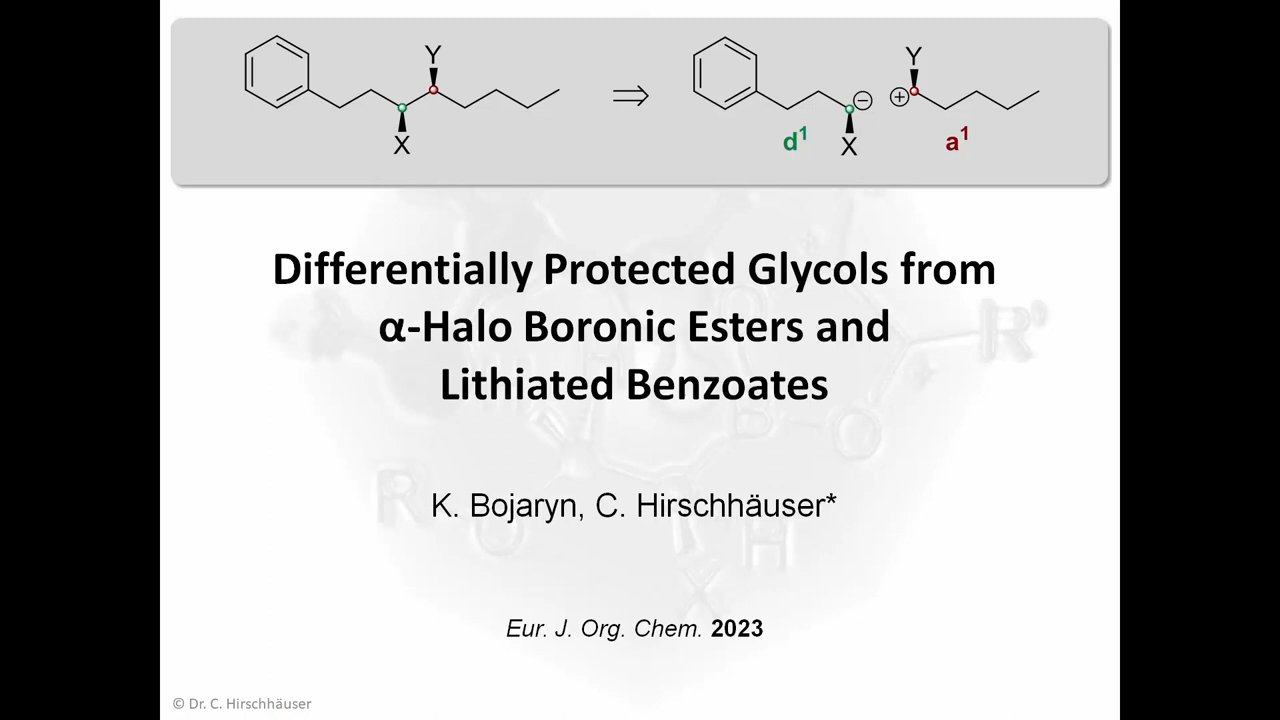 Y
Y
X
d¹
X
a¹
Differentially Protected Glycols from
α-Halo Boronic Esters and
Lithiated Benzoates
R
K. Bojaryn, C. Hirschhäuser*
R
O
O
H
X
Eur. J. Org. Chem. 2023
© Dr. C. Hirschhäuser